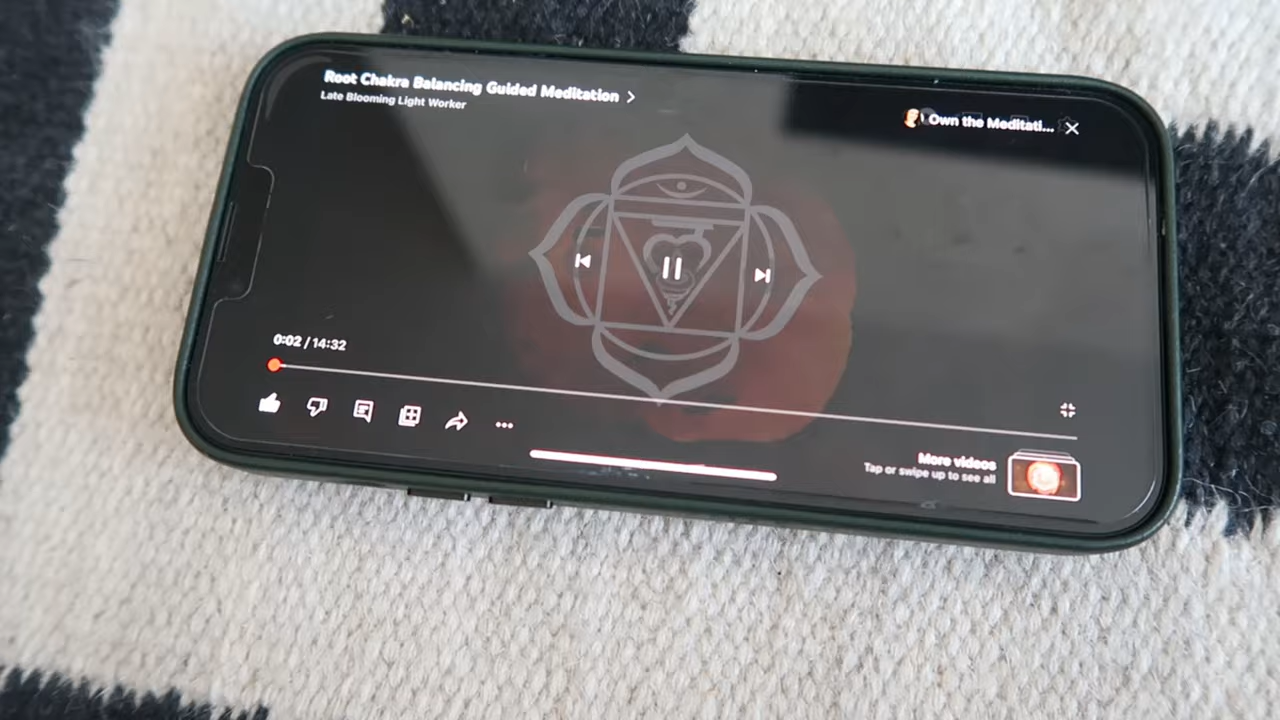 Root Chakra Balancing Guided Meditation
Late Blooming Light Worker
Own the Meditati...
0:02 / 14:32
More videos
Tap or swipe up to see all